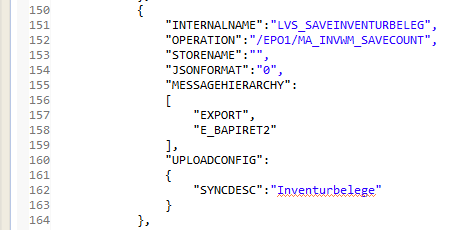 150 {
151 "INTERNALNAME":"LVS_SAVEINVENTURBELEG",
152 "OPERATION":"/EPO1/MA_INVWM_SAVECOUNT",
153 "STORENAME":"",
154 "JSONFORMAT":"0",
155 "MESSAGEHIERARCHY":
156 [
157 "EXPORT",
158 "E_BAPIRET2"
159 ],
160 "UPLOADCONFIG":
161 {
162 "SYNCDESC":"Inventurbelege"
163 }
164 },